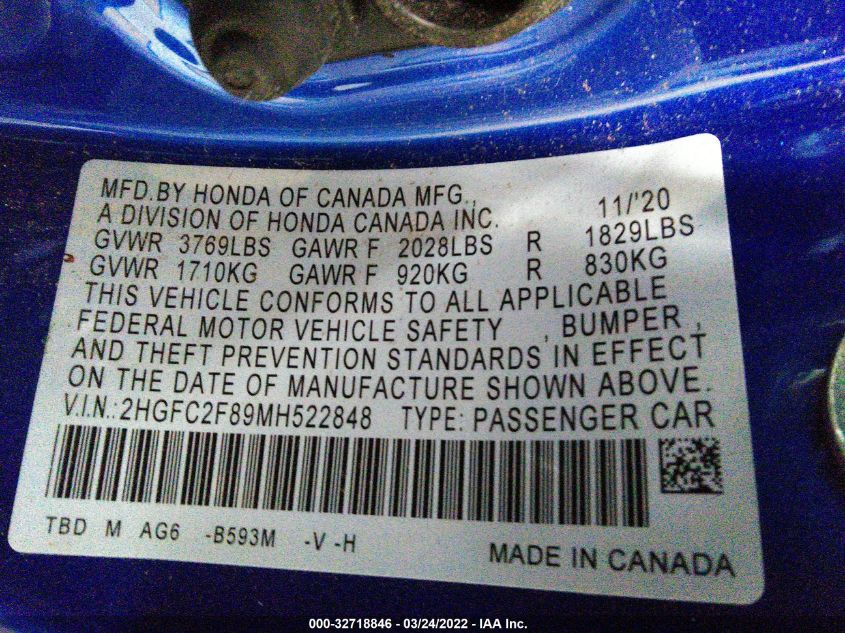 MFD.BY HONDA OF CANADA MFG., 11/'20
A DIVISION OF HONDA CANADA INC.
GVWR 3769LBS GAWR F 2028LBS R 1829LBS
GVWR 1710KG GAWR F 920KG R 830KG
THIS VEHICLE CONFORMS TO ALL APPLICABLE
FEDERAL MOTOR VEHICLE SAFETY , BUMPER ,
AND THEFT PREVENTION STANDARDS IN EFFECT
ON THE DATE OF MANUFACTURE SHOWN ABOVE.
V.I.N.:2HGFC2F89MH522848 TYPE: PASSENGER CAR
TBD M AG6 -B593M -V -H
MADE IN CANADA
000-32718846 - 03/24/2022 - IAA Inc.